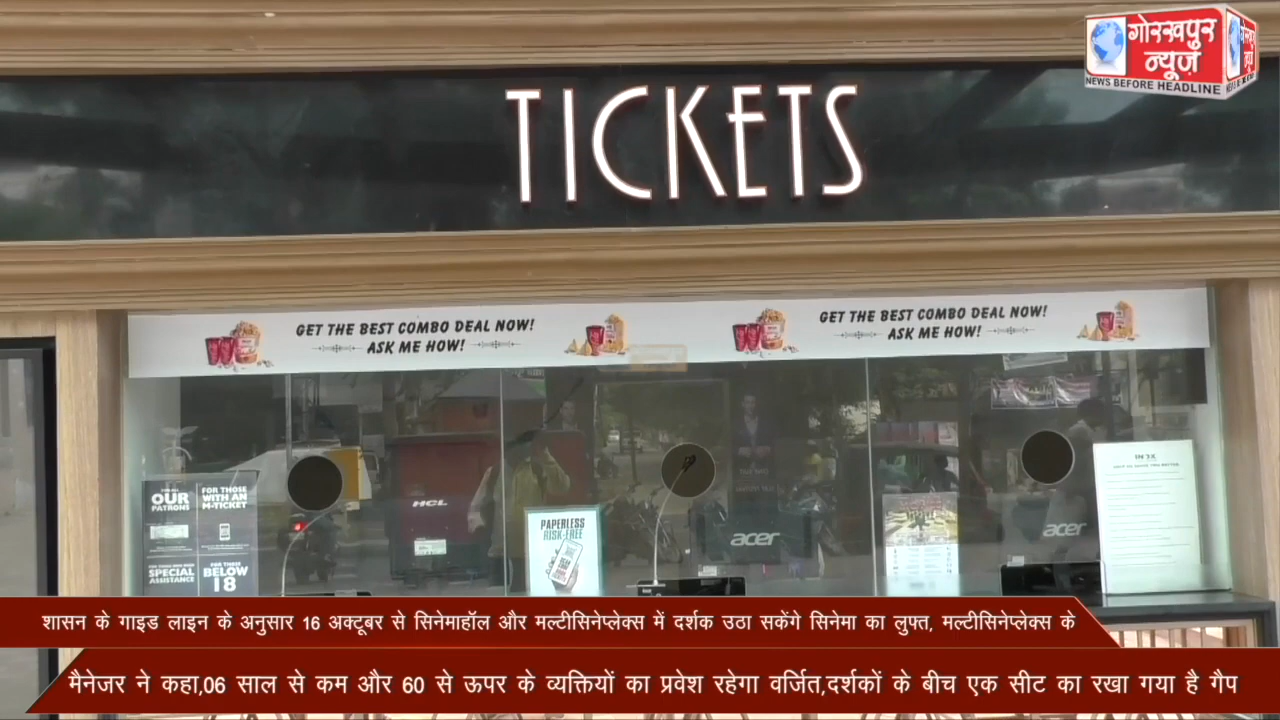 गोरखपुर
न्यूज़
NEWS BEFORE HEADLINE
TICKETS
GET THE BEST COMBO DEAL NOW!
ASK ME HOW!
GET THE BEST COMBO DEAL NOW!
ASK ME HOW!
OUR
PATRONS
FOR THOSE
WITH AN
M-TICKET
SPECIAL
ASSISTANCE
FOR THOSE
BELOW
18
HCL
PAPERLESS
RISK-FREE
acer
acer
शासन के गाइड लाइन के अनुसार 16 अक्टूबर से सिनेमाहॉल और मल्टीसिनेप्लेक्स में दर्शक उठा सकेंगे सिनेमा का लुफ्त, मल्टीसिनेप्लेक्स के
मैनेजर ने कहा,06 साल से कम और 60 से ऊपर के व्यक्तियों का प्रवेश रहेगा वर्जित,दर्शकों के बीच एक सीट का रखा गया है गैप